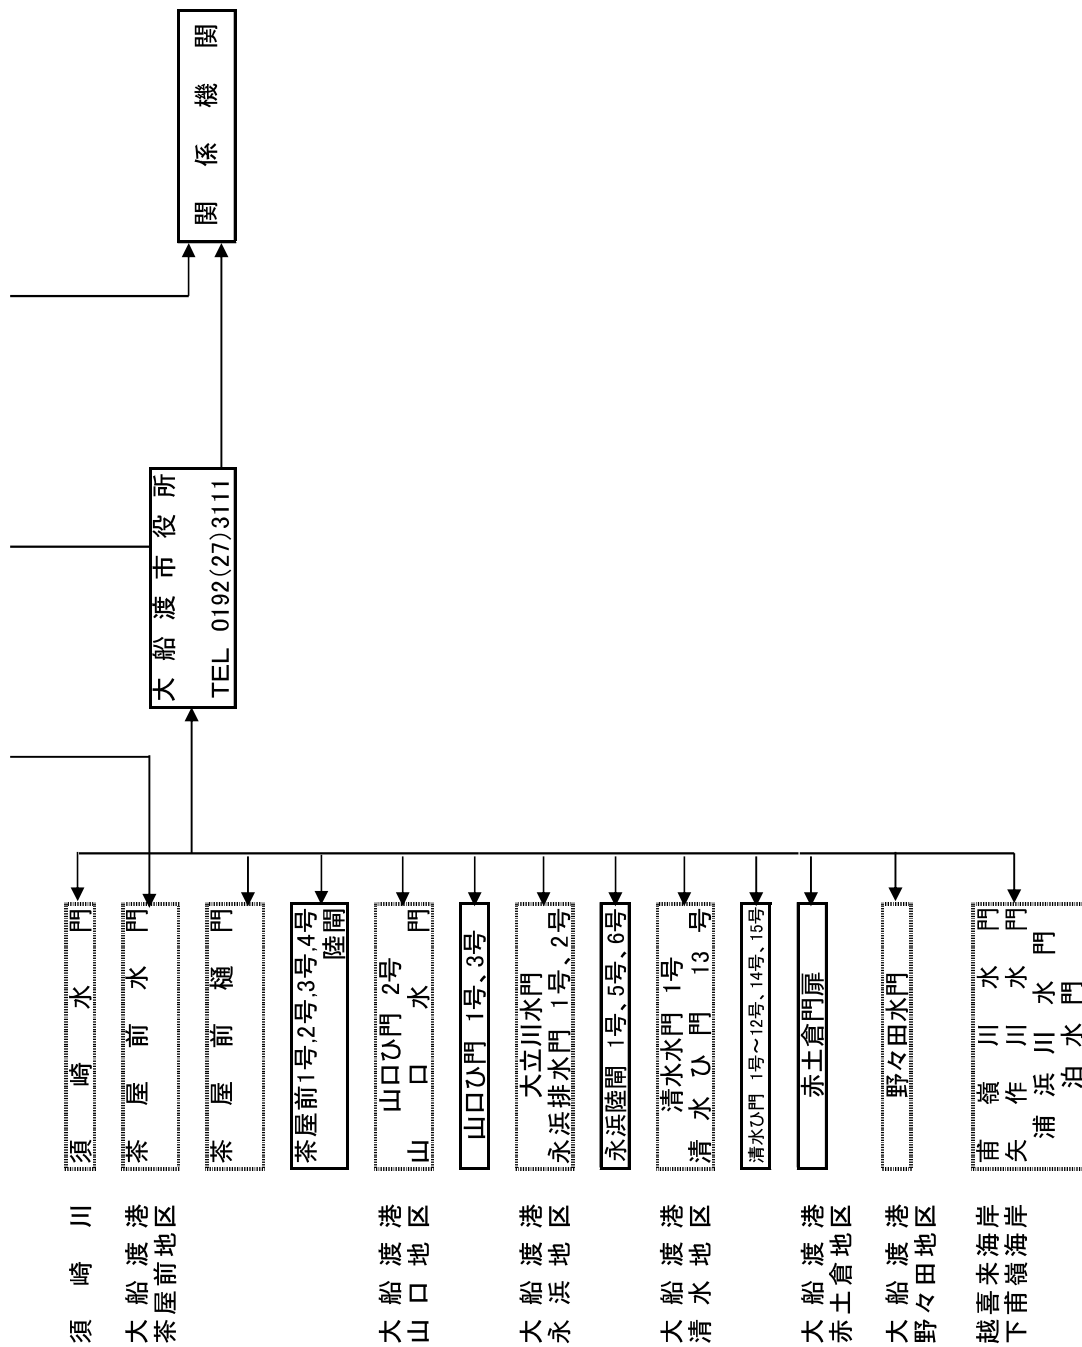 関係機関
大船渡市役所
TEL 0192(27)3111
須崎水門
茶屋前水門
茶屋前樋門
茶屋前1号,2号,3号,4号
陸閘
山口ひ門 2号
山口水門
山口ひ門 1号、3号
大立川水門
永浜排水門 1号、2号
永浜陸閘 1号、5号、6号
清水水門 1号
清水ひ門 13号
清水ひ門 1号～12号、14号、15号
赤土倉門扉
野々田水門
甫嶺川水門
矢作川水門
浦浜川水門
泊水門
須崎川
大船渡港
茶屋前地区
大船渡港
山口地区
大船渡港
永浜地区
大船渡港
清水地区
大船渡港
赤土倉地区
大船渡港
野々田地区
越喜来海岸
下甫嶺海岸